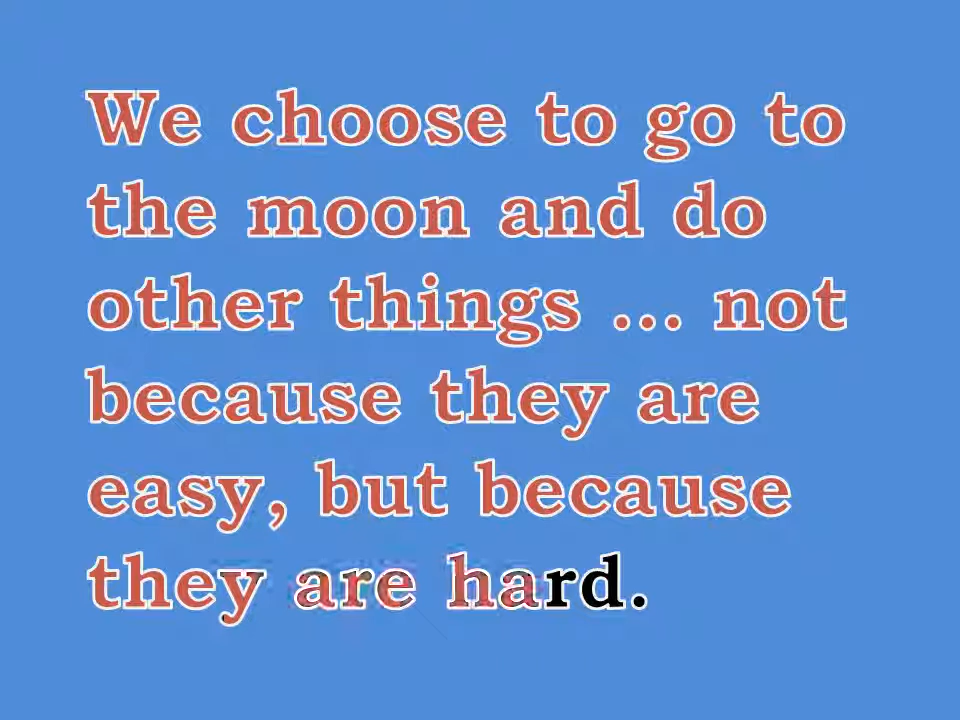 We choose to go to
the moon and do
other things ... not
because they are
easy, but because
they are hard.